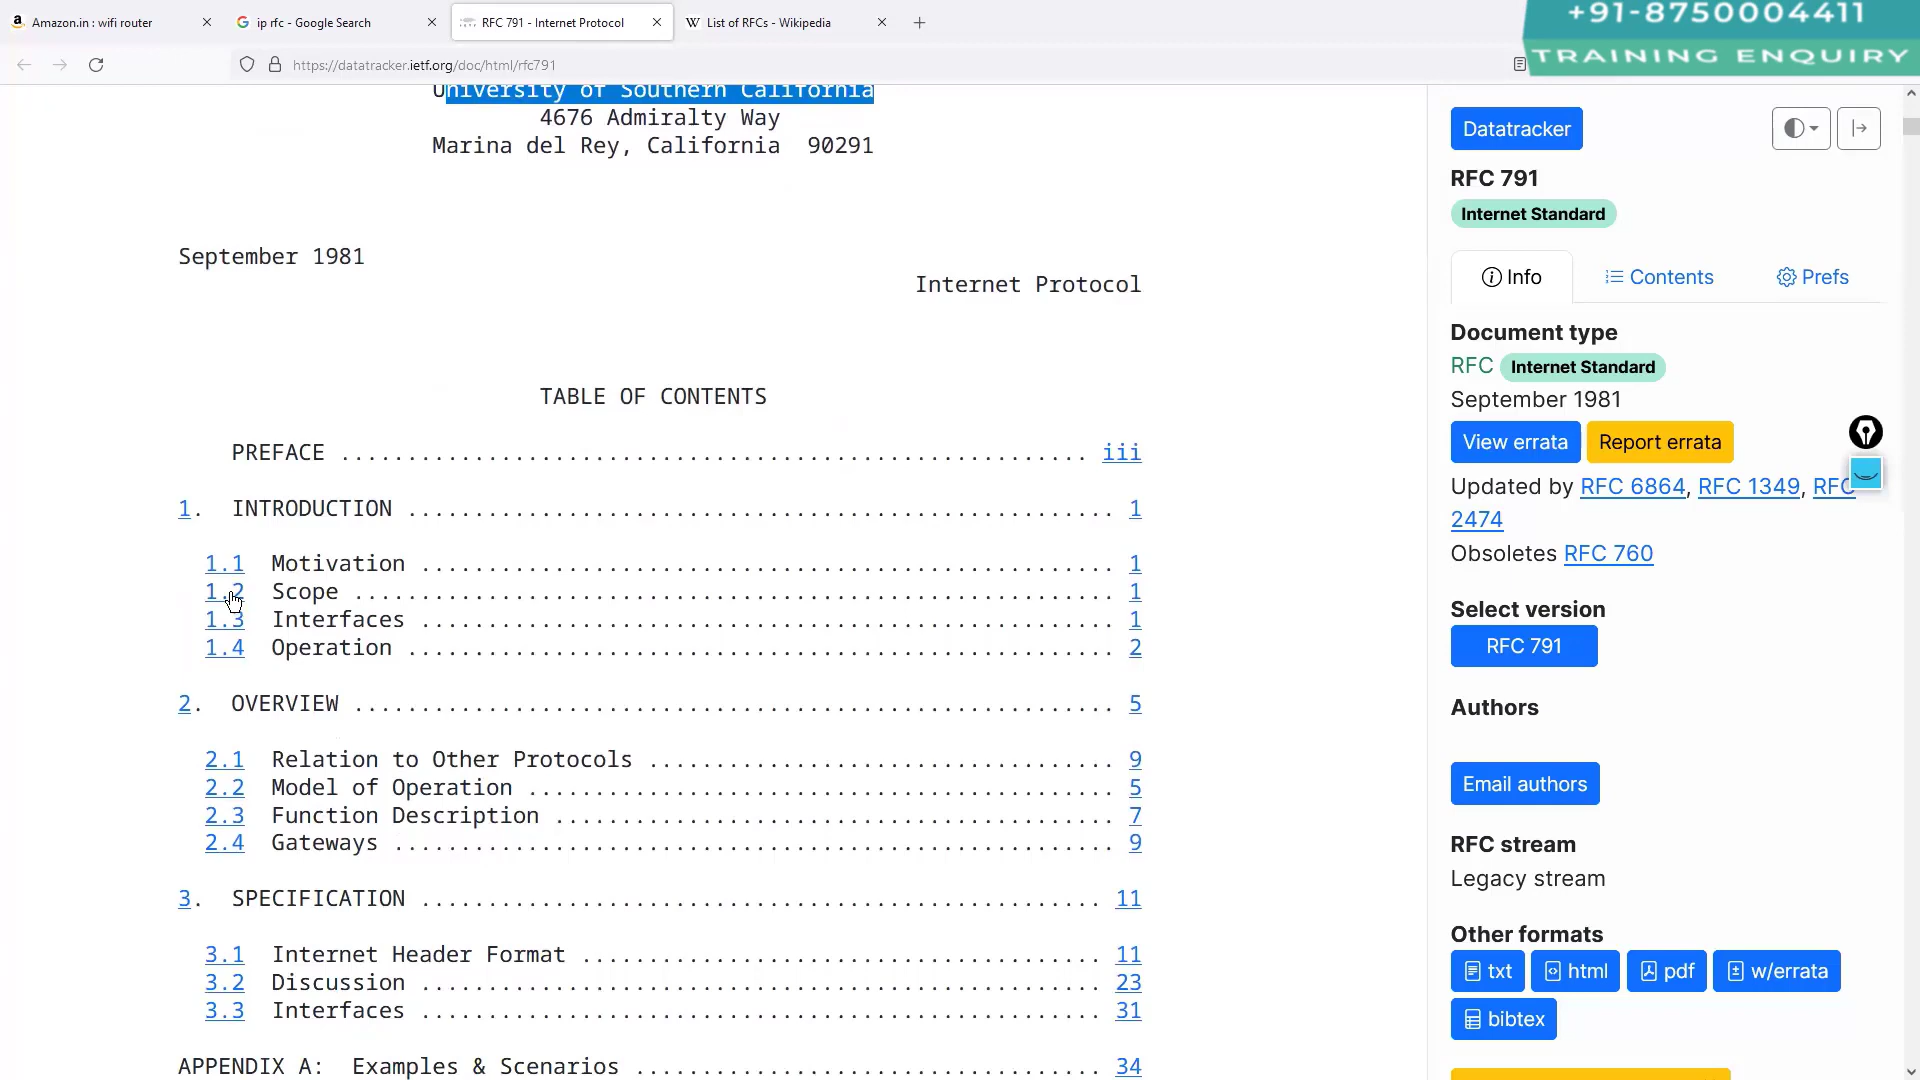 Amazon.in : wifi router
ip rfc - Google Search
RFC 791 - Internet Protocol
W List of RFCs - Wikipedia
+91-8750004411
TRAINING ENQUIRY
https://datatracker.ietf.org/doc/html/rfc791
University of Southern California
4676 Admiralty Way
Marina del Rey, California  90291
September 1981
Internet Protocol
TABLE OF CONTENTS
PREFACE ........................................................ iii
1.  INTRODUCTION ..................................................... 1
1.1  Motivation .................................................... 1
1.2  Scope ......................................................... 1
1.3  Interfaces .................................................... 1
1.4  Operation ..................................................... 2
2.  OVERVIEW ......................................................... 5
2.1  Relation to Other Protocols ................................... 9
2.2  Model of Operation ............................................ 5
2.3  Function Description .......................................... 7
2.4  Gateways ...................................................... 9
3.  SPECIFICATION ................................................... 11
3.1  Internet Header Format ....................................... 11
3.2  Discussion ................................................... 23
3.3  Interfaces ................................................... 31
APPENDIX A:  Examples & Scenarios ................................... 34
Datatracker
RFC 791
Internet Standard
Info
Contents
Prefs
Document type
RFC Internet Standard
September 1981
View errata Report errata
Updated by RFC 6864, RFC 1349, RFC
2474
Obsoletes RFC 760
Select version
RFC 791
Authors
Email authors
RFC stream
Legacy stream
Other formats
txt html pdf w/errata
bibtex